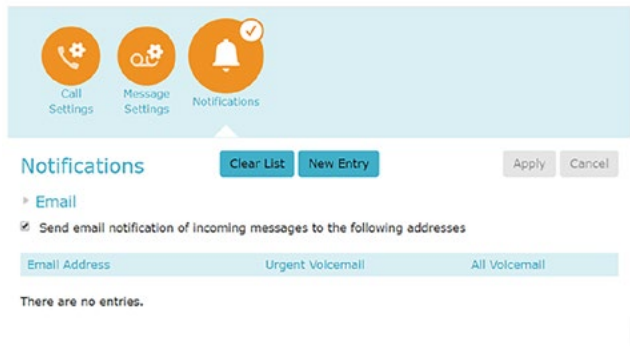 Call
Settings
Message
Settings
Notifications
Notifications
Clear List
New Entry
Apply
Cancel
Email
Send email notification of incoming messages to the following addresses
Email Address
Urgent Voicemail
All Voicemail
There are no entries.